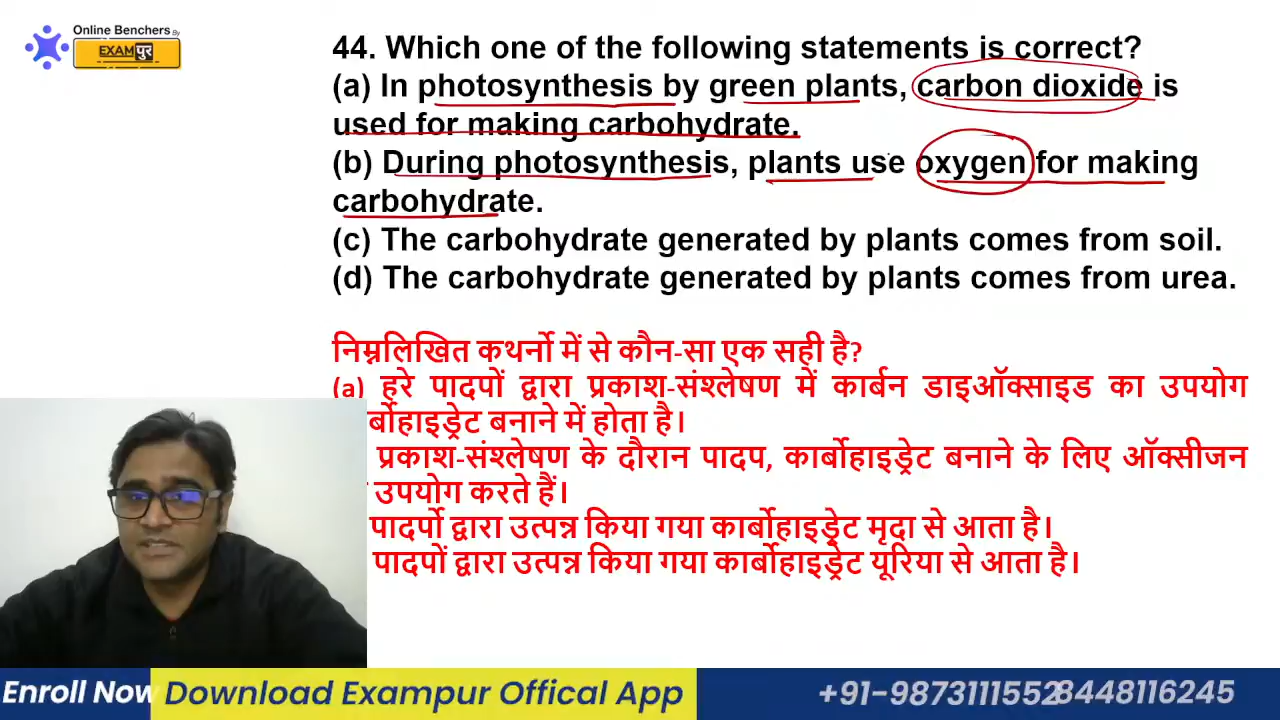 Online Benchers By
EXAMपुर
44. Which one of the following statements is correct?
(a) In photosynthesis by green plants, carbon dioxide is
used for making carbohydrate.
(b) During photosynthesis, plants use oxygen for making
carbohydrate.
(c) The carbohydrate generated by plants comes from soil.
(d) The carbohydrate generated by plants comes from urea.
निम्नलिखित कथनों में से कौन-सा एक सही है?
(a) हरे पादपों द्वारा प्रकाश-संश्लेषण में कार्बन डाइऑक्साइड का उपयोग
र्बोहाइड्रेट बनाने में होता है।
प्रकाश-संश्लेषण के दौरान पादप, कार्बोहाइड्रेट बनाने के लिए ऑक्सीजन
उपयोग करते हैं।
पादपों द्वारा उत्पन्न किया गया कार्बोहाइड्रेट मृदा से आता है।
पादपों द्वारा उत्पन्न किया गया कार्बोहाइड्रेट यूरिया से आता है।
Enroll Now Download Exampur Offical App +91-9873111552 8448116245